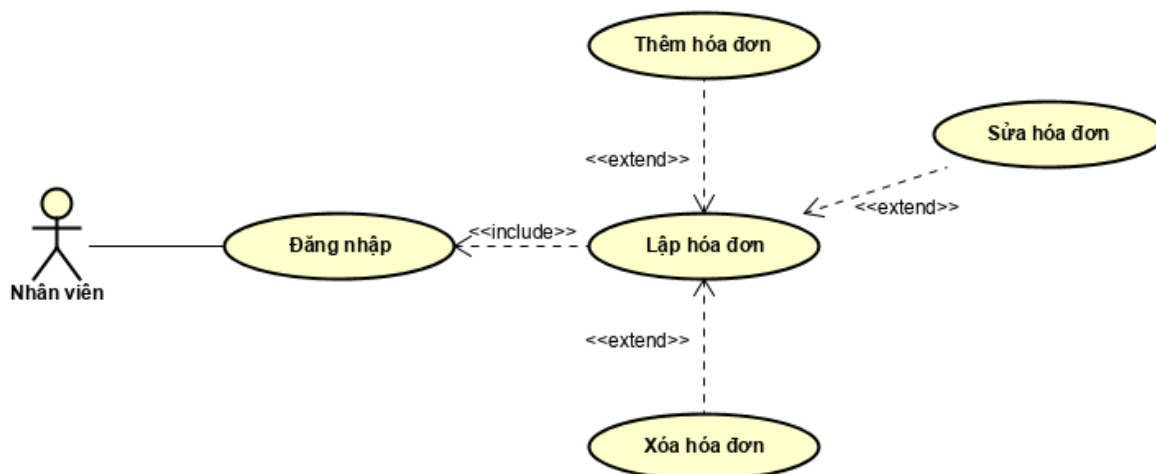 Thêm hóa đơn
Sửa hóa đơn
<<extend>>
<<extend>>
Đăng nhập
<<include>>
Lập hóa đơn
Nhân viên
<<extend>>
Xóa hóa đơn